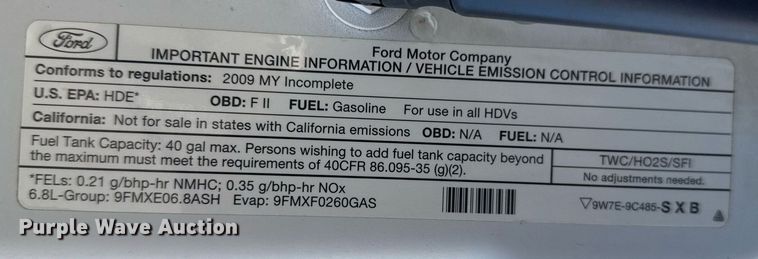 Ford
Ford Motor Company
IMPORTANT ENGINE INFORMATION / VEHICLE EMISSION CONTROL INFORMATION
Conforms to regulations: 2009 MY Incomplete
U.S. EPA: HDE* OBD: F II FUEL: Gasoline For use in all HDVs
California: Not for sale in states with California emissions OBD: N/A FUEL: N/A
Fuel Tank Capacity: 40 gal max. Persons wishing to add fuel tank capacity beyond
the maximum must meet the requirements of 40CFR 86.095-35 (g)(2).
TWC/HO2S/SFI
No adjustments needed.
*FELs: 0.21 g/bhp-hr NMHC; 0.35 g/bhp-hr NOx
6.8L-Group: 9FMXE06.8ASH Evap: 9FMXF0260GAS
▽9W7E-9C485-S X B
Purple Wave Auction